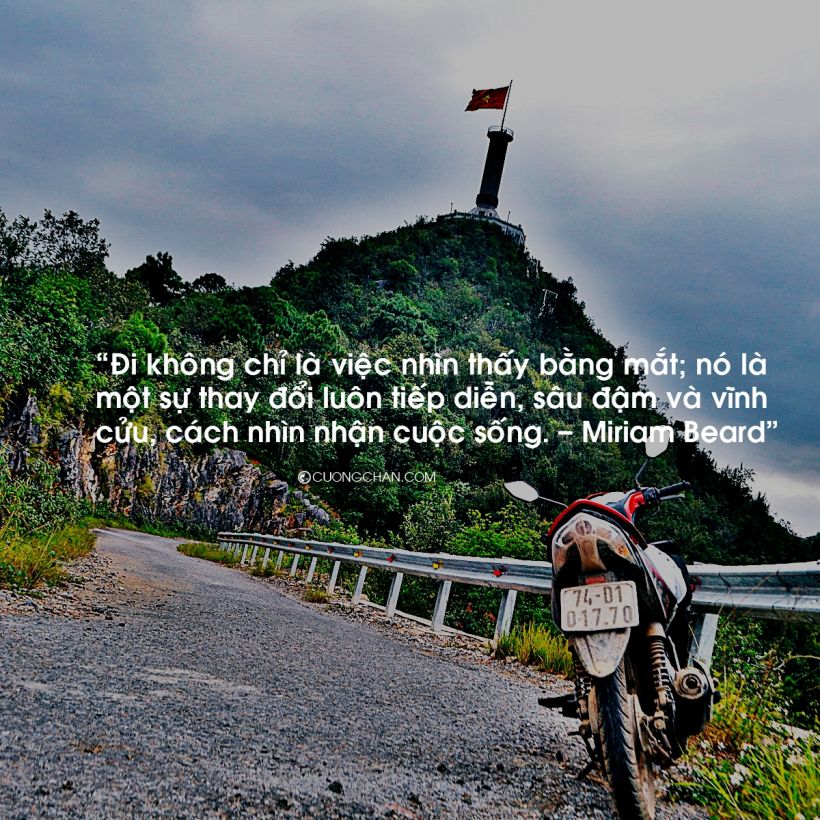 “Đi không chỉ là việc nhìn thấy bằng mắt; nó là
một sự thay đổi luôn tiếp diễn, sâu đậm và vĩnh
cửu, cách nhìn nhận cuộc sống. – Miriam Beard”
CUONGCHAN.COM
74-D1
017.70